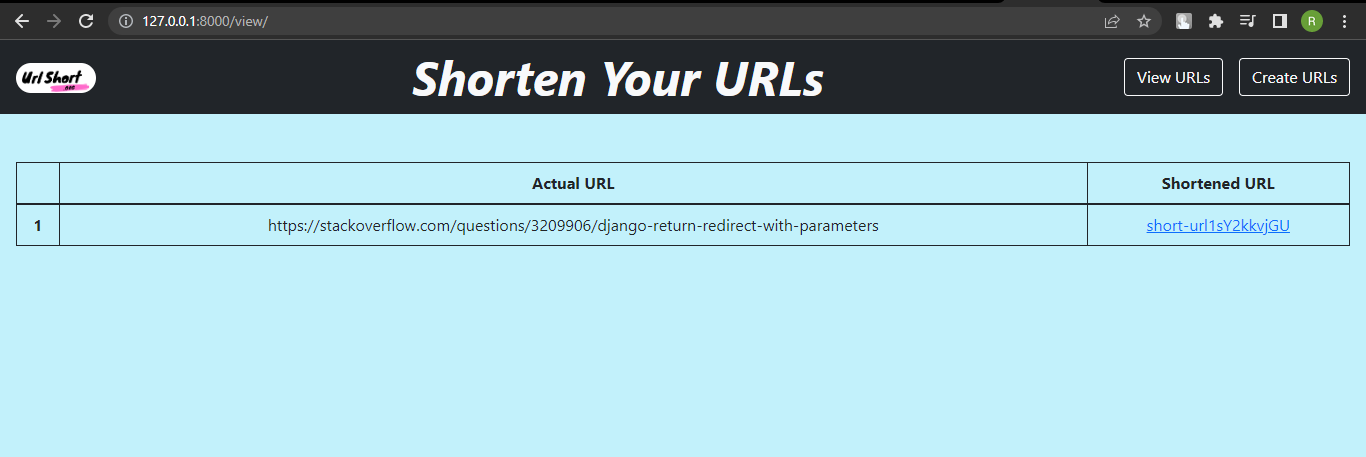 127.0.0.1:8000/view/
R
Url Short
.net
Shorten Your URLs
View URLs
Create URLs
Actual URL Shortened URL
1 https://stackoverflow.com/questions/3209906/django-return-redirect-with-parameters short-url1sY2kkvjGU